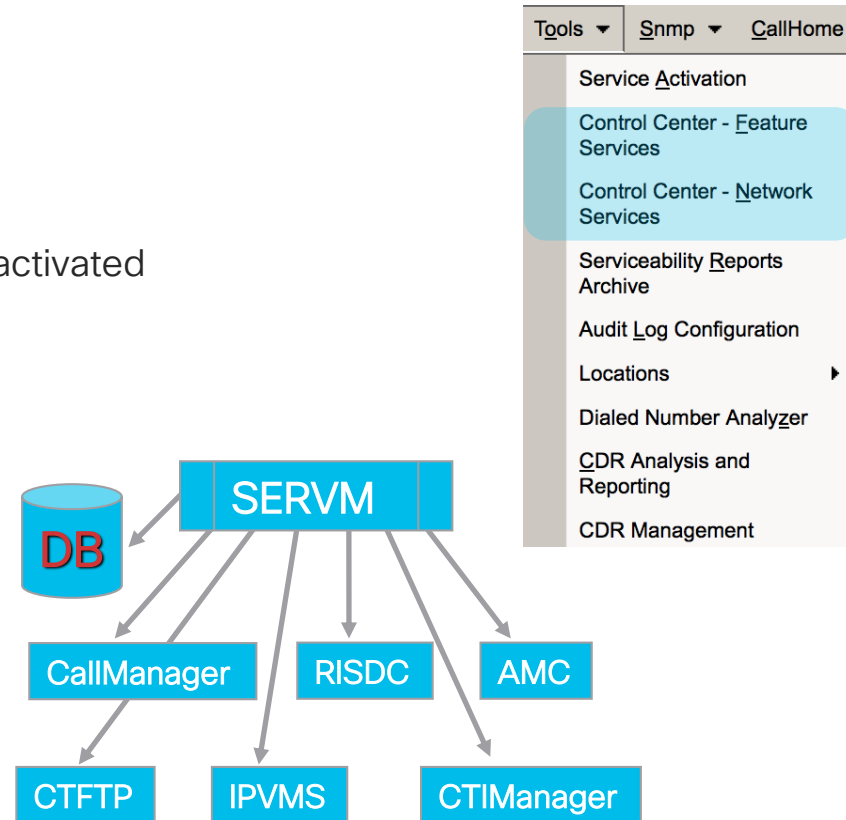 Tools Snmp CallHome
Service Activation
Control Center - Feature
Services
Control Center - Network
Services
Serviceability Reports
Archive
Audit Log Configuration
Locations
Dialed Number Analyzer
CDR Analysis and
Reporting
CDR Management
activated
SERVM
DB
CallManager RISDC AMC
CTFTP IPVMS CTIManager